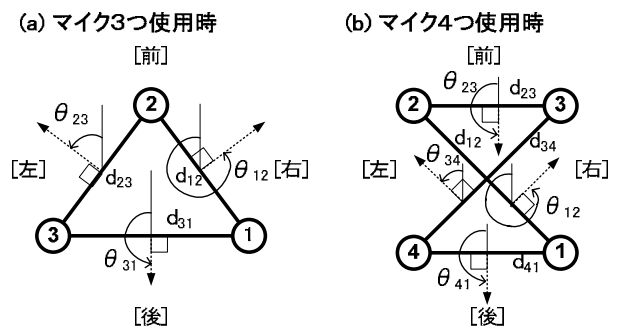 (a) マイク3つ使用時
[前]
2
θ23
[左]
d23
d12
θ12
[右]
3
d31
1
θ31
[後]
(b) マイク4つ使用時
[前]
θ23
d23
2
3
d12
d34
[左]
θ34
[右]
θ12
4
1
θ41
d41
[後]